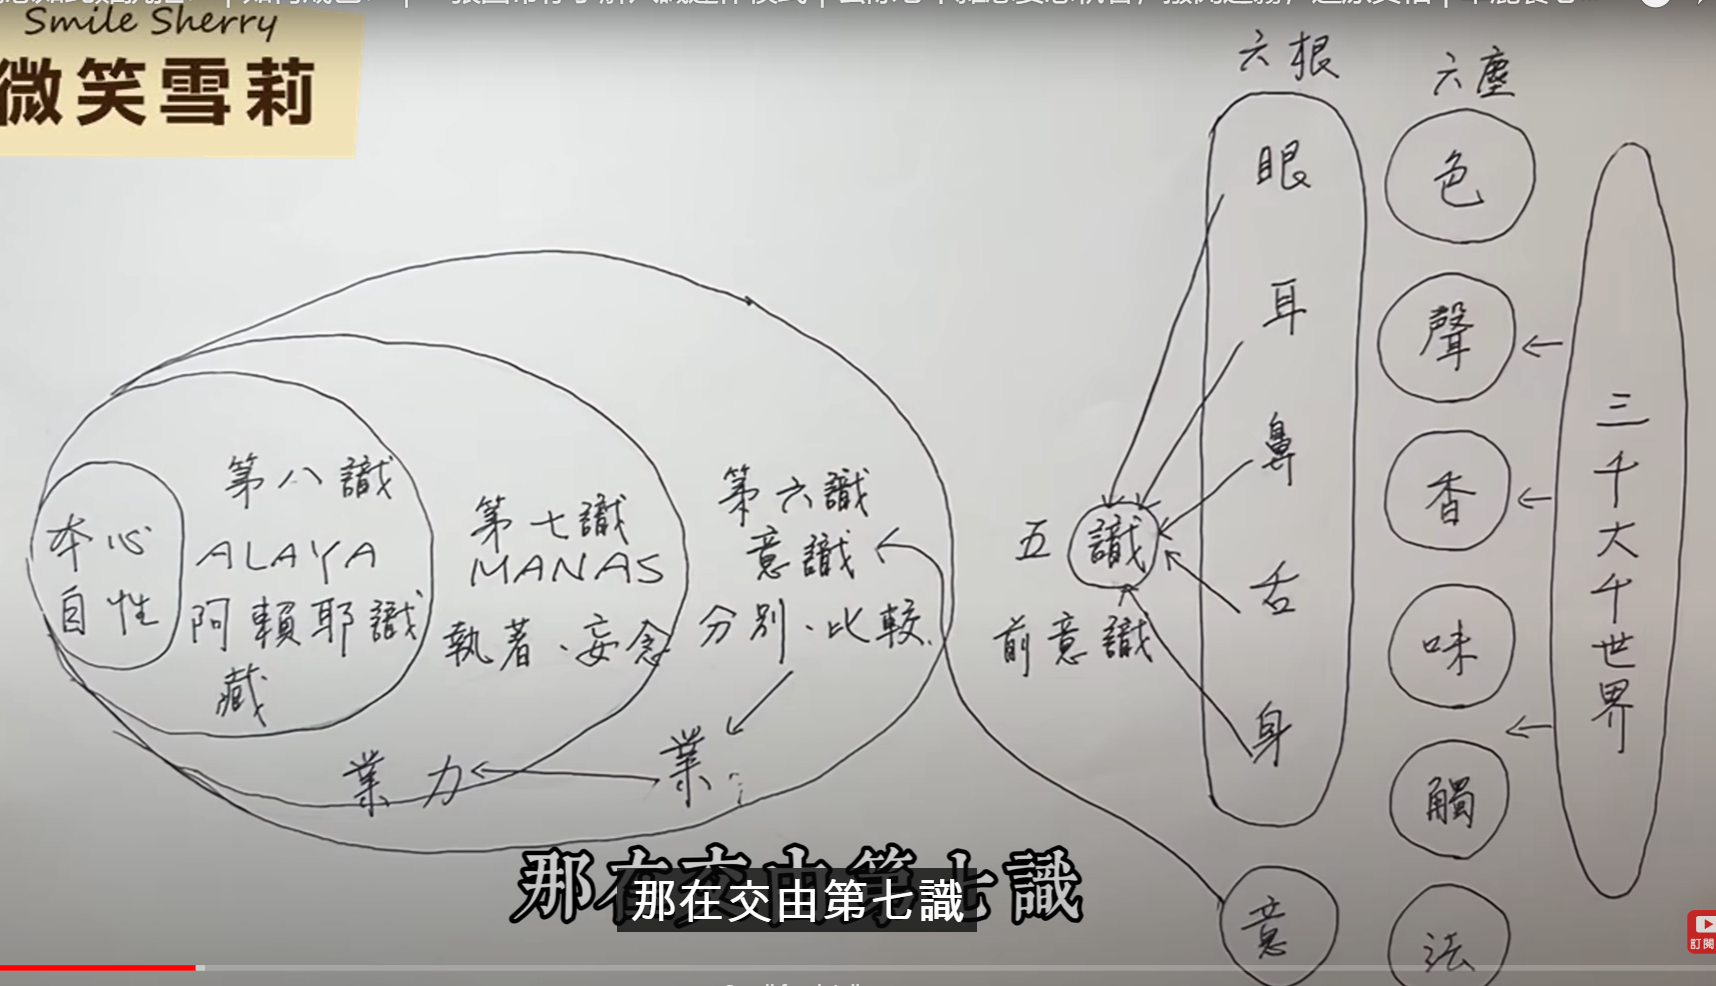 Smile Sherry
微笑雪莉
六根
六塵
眼
耳
鼻
舌
身
意
色
聲
香
味
觸
法
三千大千世界
本心
自性
第八識
ALAYA
阿賴耶識
藏
第七識
MANAS
執著、妄念
第六識
意識
分別、比較
業力
業:
五識
前意識
那在交由第七識
那在交由第七識
訂閱